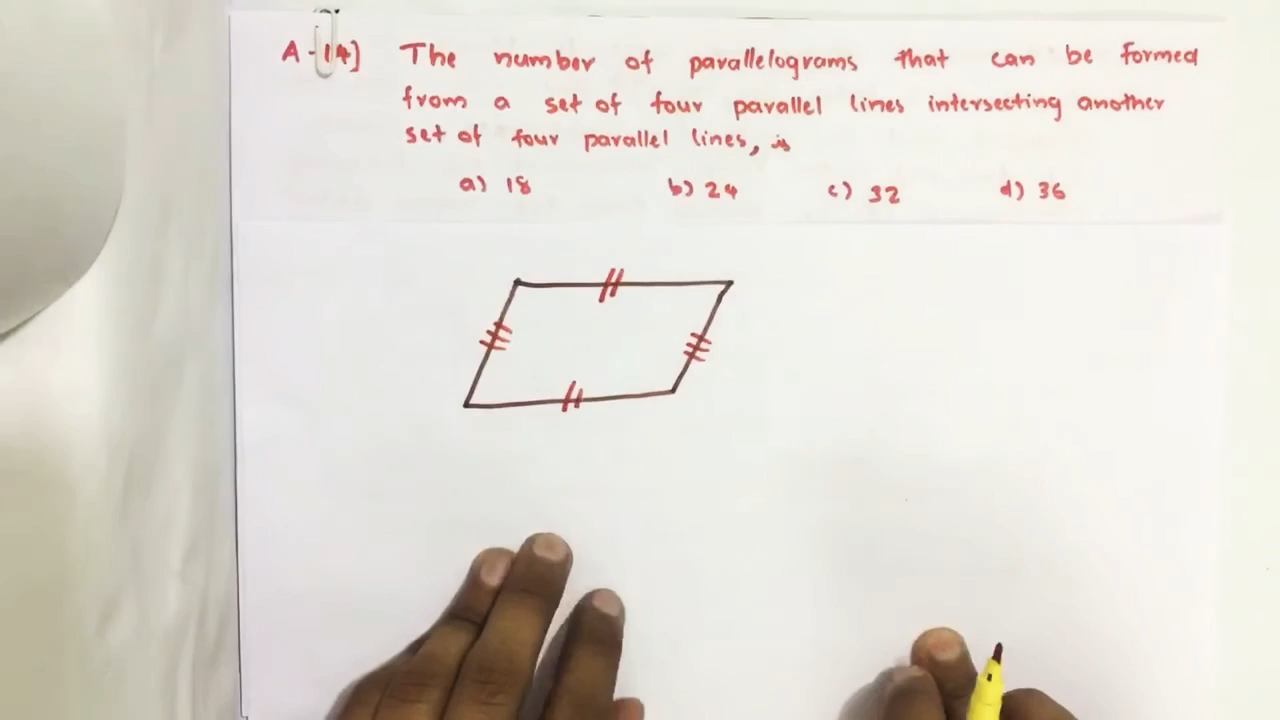 A-14] The number of parallelograms that can be formed
from a set of four parallel lines intersecting another
set of four parallel lines, is
a) 18 b) 24 c) 32 d) 36